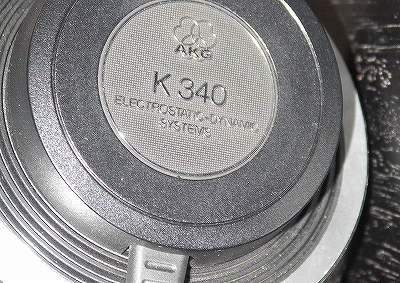 AKG
K 340
ELECTROSTATIC-DYNAMIC
SYSTEMS